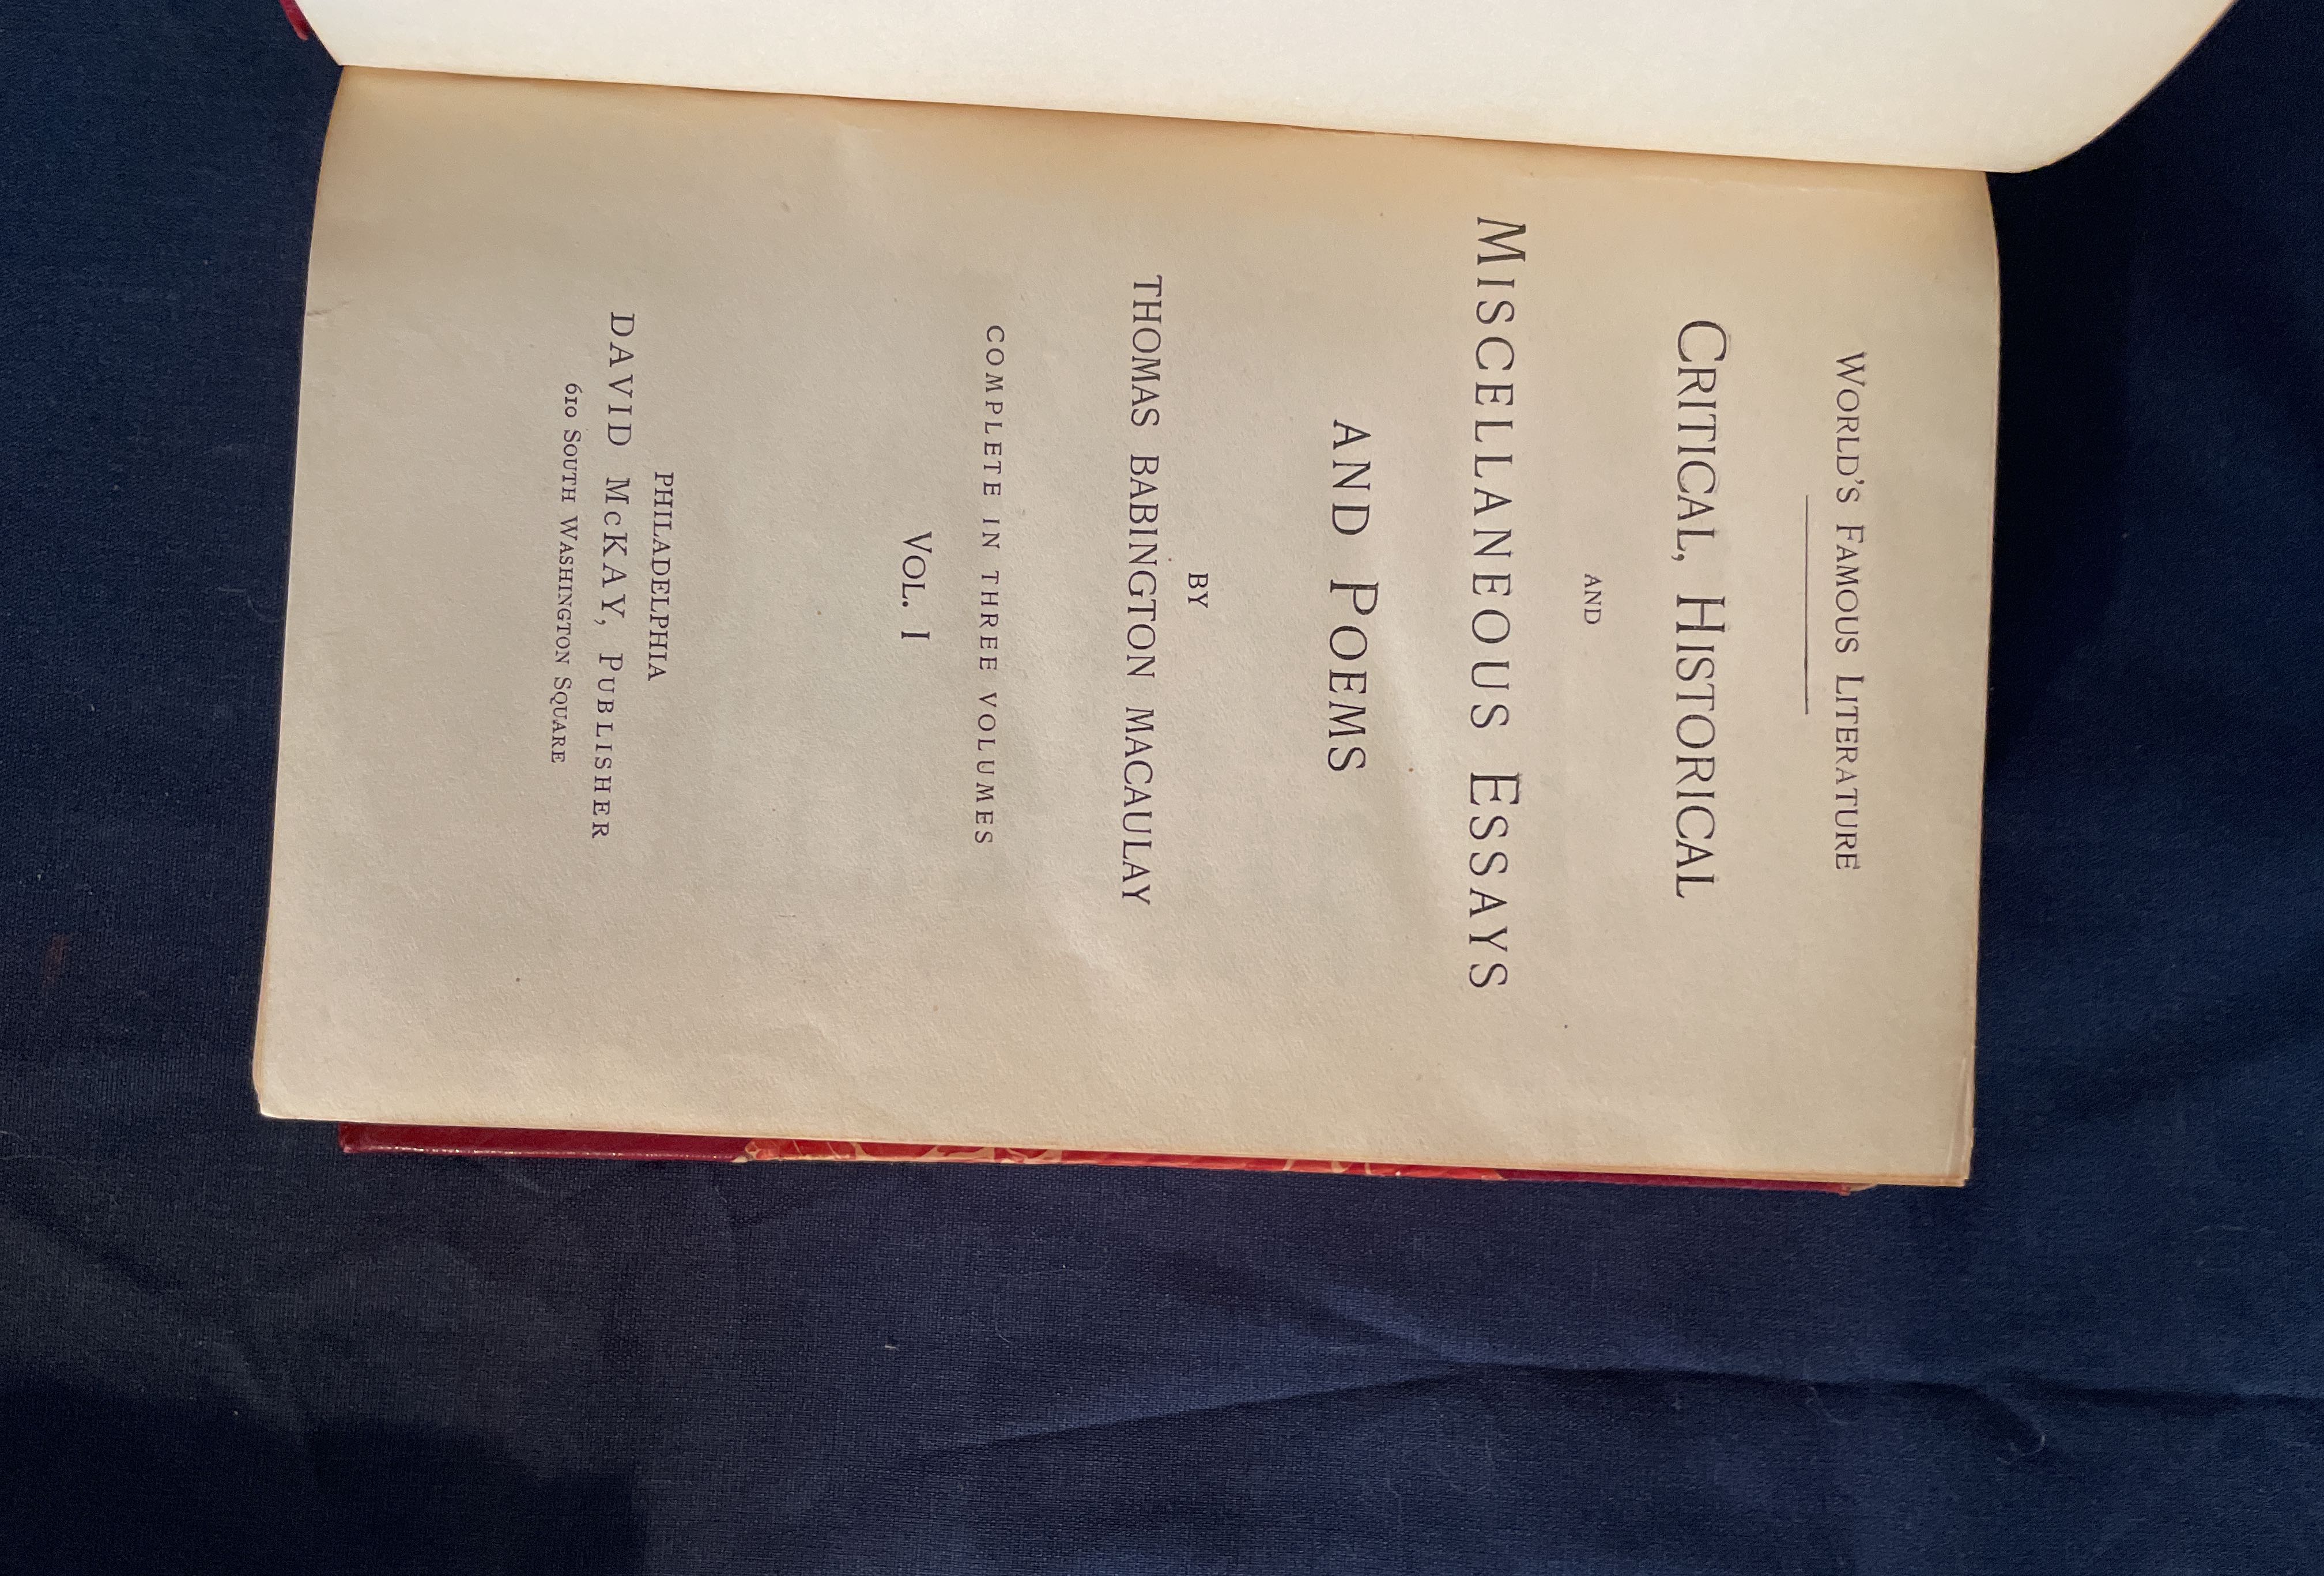 WORLD'S FAMOUS LITERATURE
CRITICAL, HISTORICAL
AND
MISCELLANEOUS ESSAYS
AND POEMS
BY
THOMAS BABINGTON MACAULAY
COMPLETE IN THREE VOLUMES
VOL. I
PHILADELPHIA
DAVID McKAY, PUBLISHER
610 SOUTH WASHINGTON SQUARE